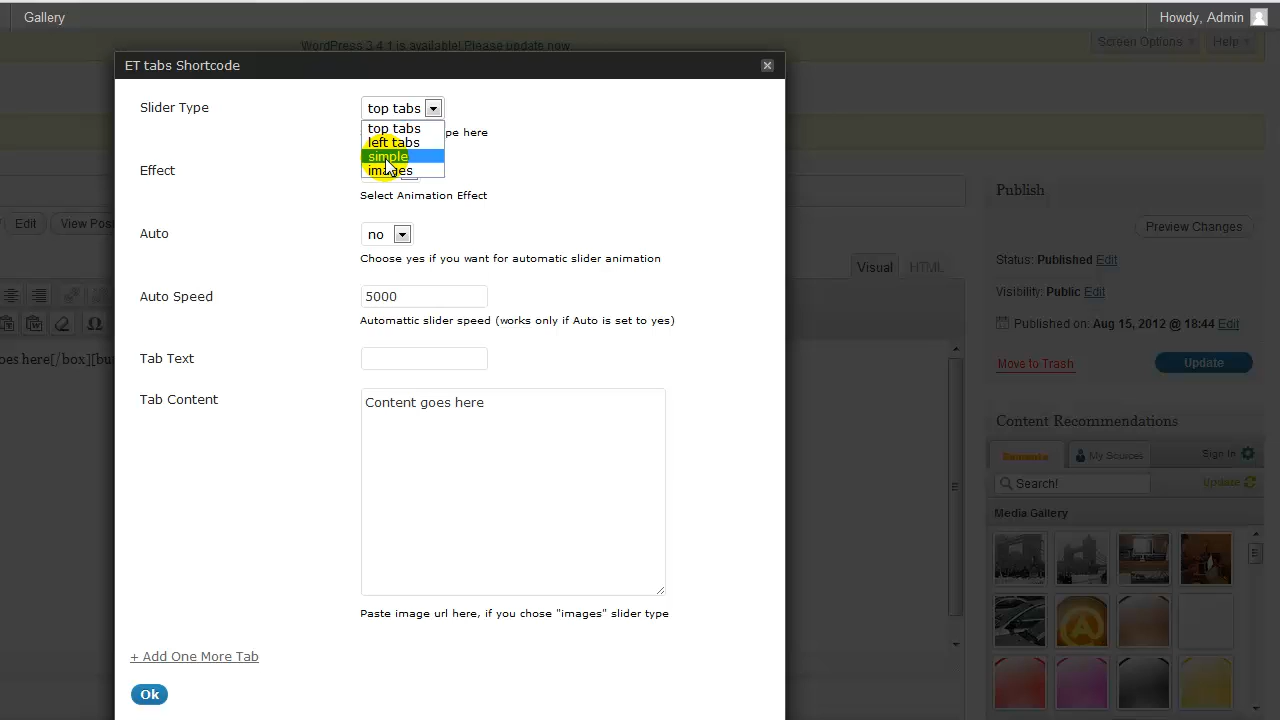 Gallery
Howdy, Admin
WordPress 3.4.1 is available! Please update now
Screen Options
Help
ET tabs Shortcode
Slider Type
top tabs
top tabs
left tabs
simple
images
pe here
Effect
Select Animation Effect
Auto
no
Choose yes if you want for automatic slider animation
Auto Speed
5000
Automattic slider speed (works only if Auto is set to yes)
Tab Text
Tab Content
Content goes here
Paste image url here, if you chose "images" slider type
+ Add One More Tab
Ok
Edit
View Pos
oes here[/box][bu
Visual
HTML
Publish
Preview Changes
Status: Published Edit
Visibility: Public Edit
Published on: Aug 15, 2012 @ 18:44 Edit
Move to Trash
Update
Content Recommendations
My Sources
Sign In
Search!
Update
Media Gallery